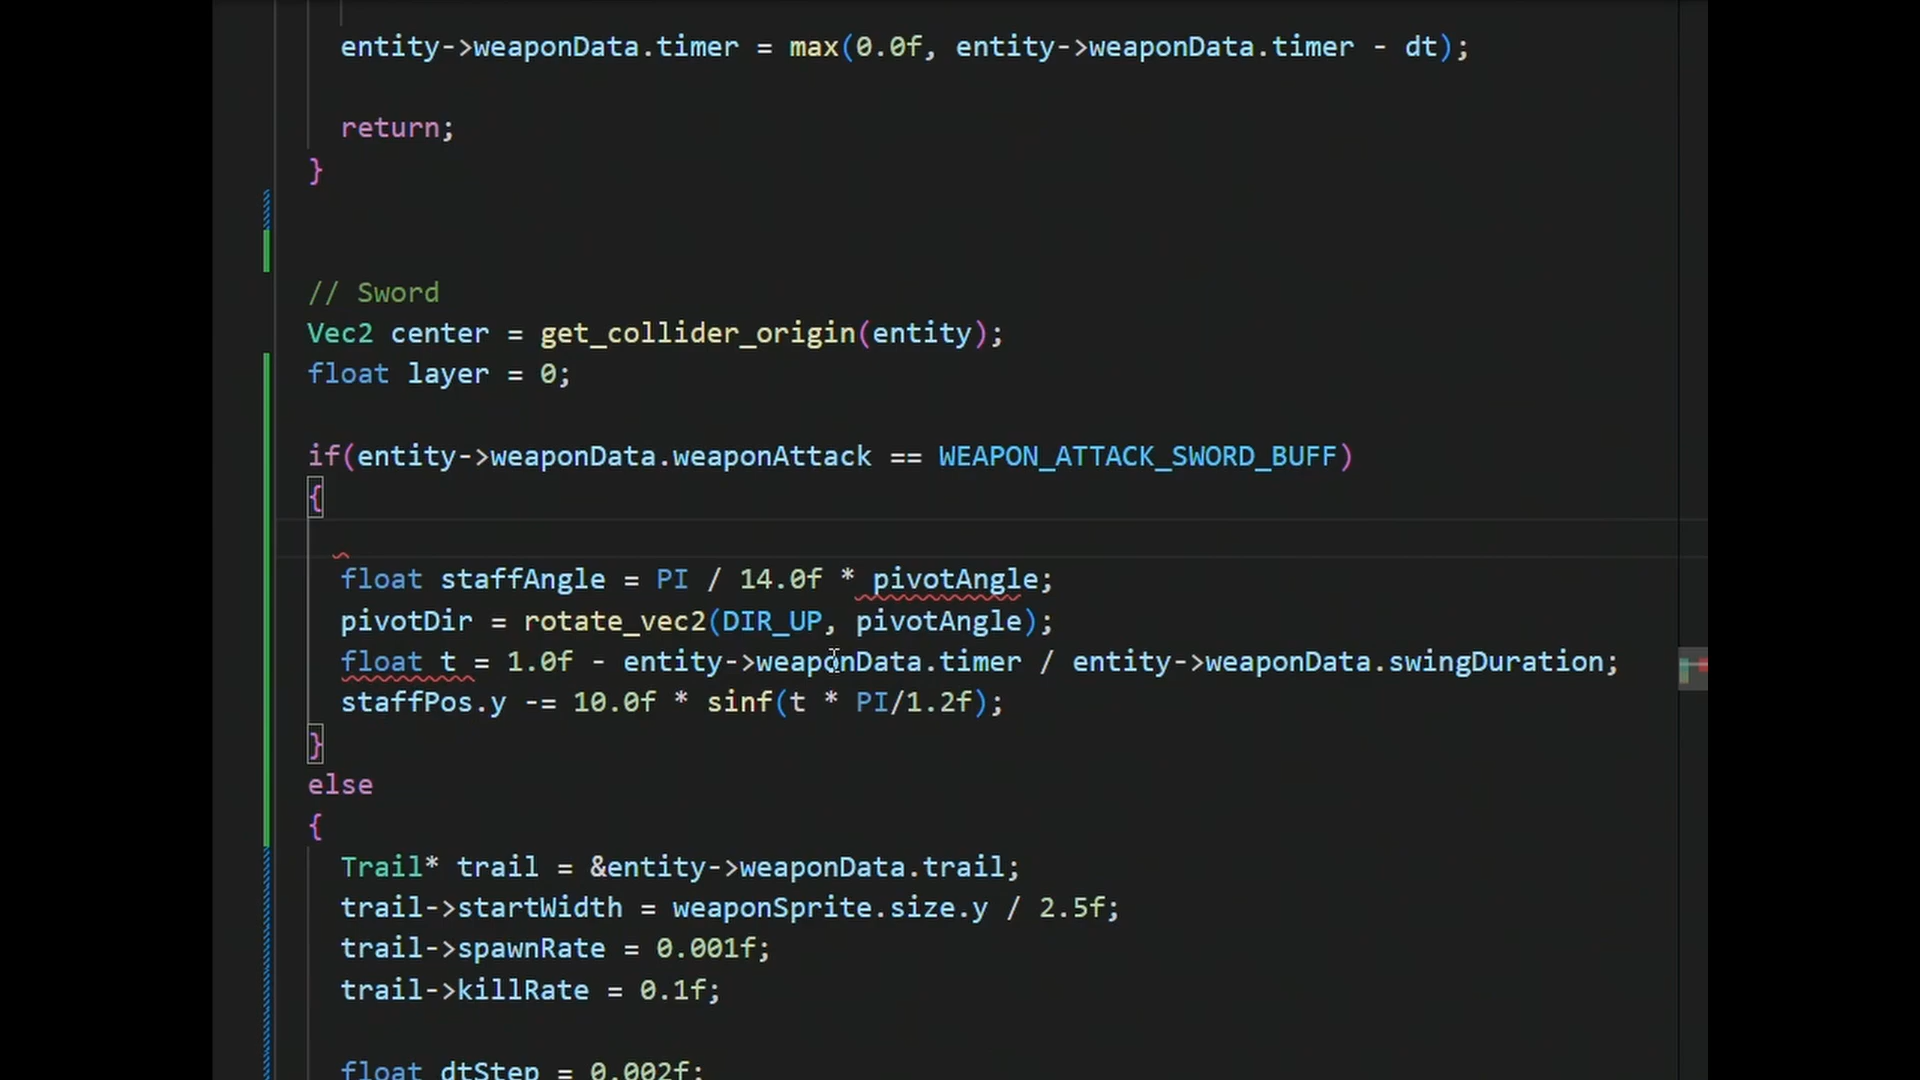 entity->weaponData.timer = max(0.0f, entity->weaponData.timer - dt);
return;
}
// Sword
Vec2 center = get_collider_origin(entity);
float layer = 0;
if(entity->weaponData.weaponAttack == WEAPON_ATTACK_SWORD_BUFF)
{
float staffAngle = PI / 14.0f * pivotAngle;
pivotDir = rotate_vec2(DIR_UP, pivotAngle);
float t = 1.0f - entity->weaponData.timer / entity->weaponData.swingDuration;
staffPos.y -= 10.0f * sinf(t * PI/1.2f);
}
else
{
Trail* trail = &entity->weaponData.trail;
trail->startWidth = weaponSprite.size.y / 2.5f;
trail->spawnRate = 0.001f;
trail->killRate = 0.1f;
float dtStep = 0.002f;